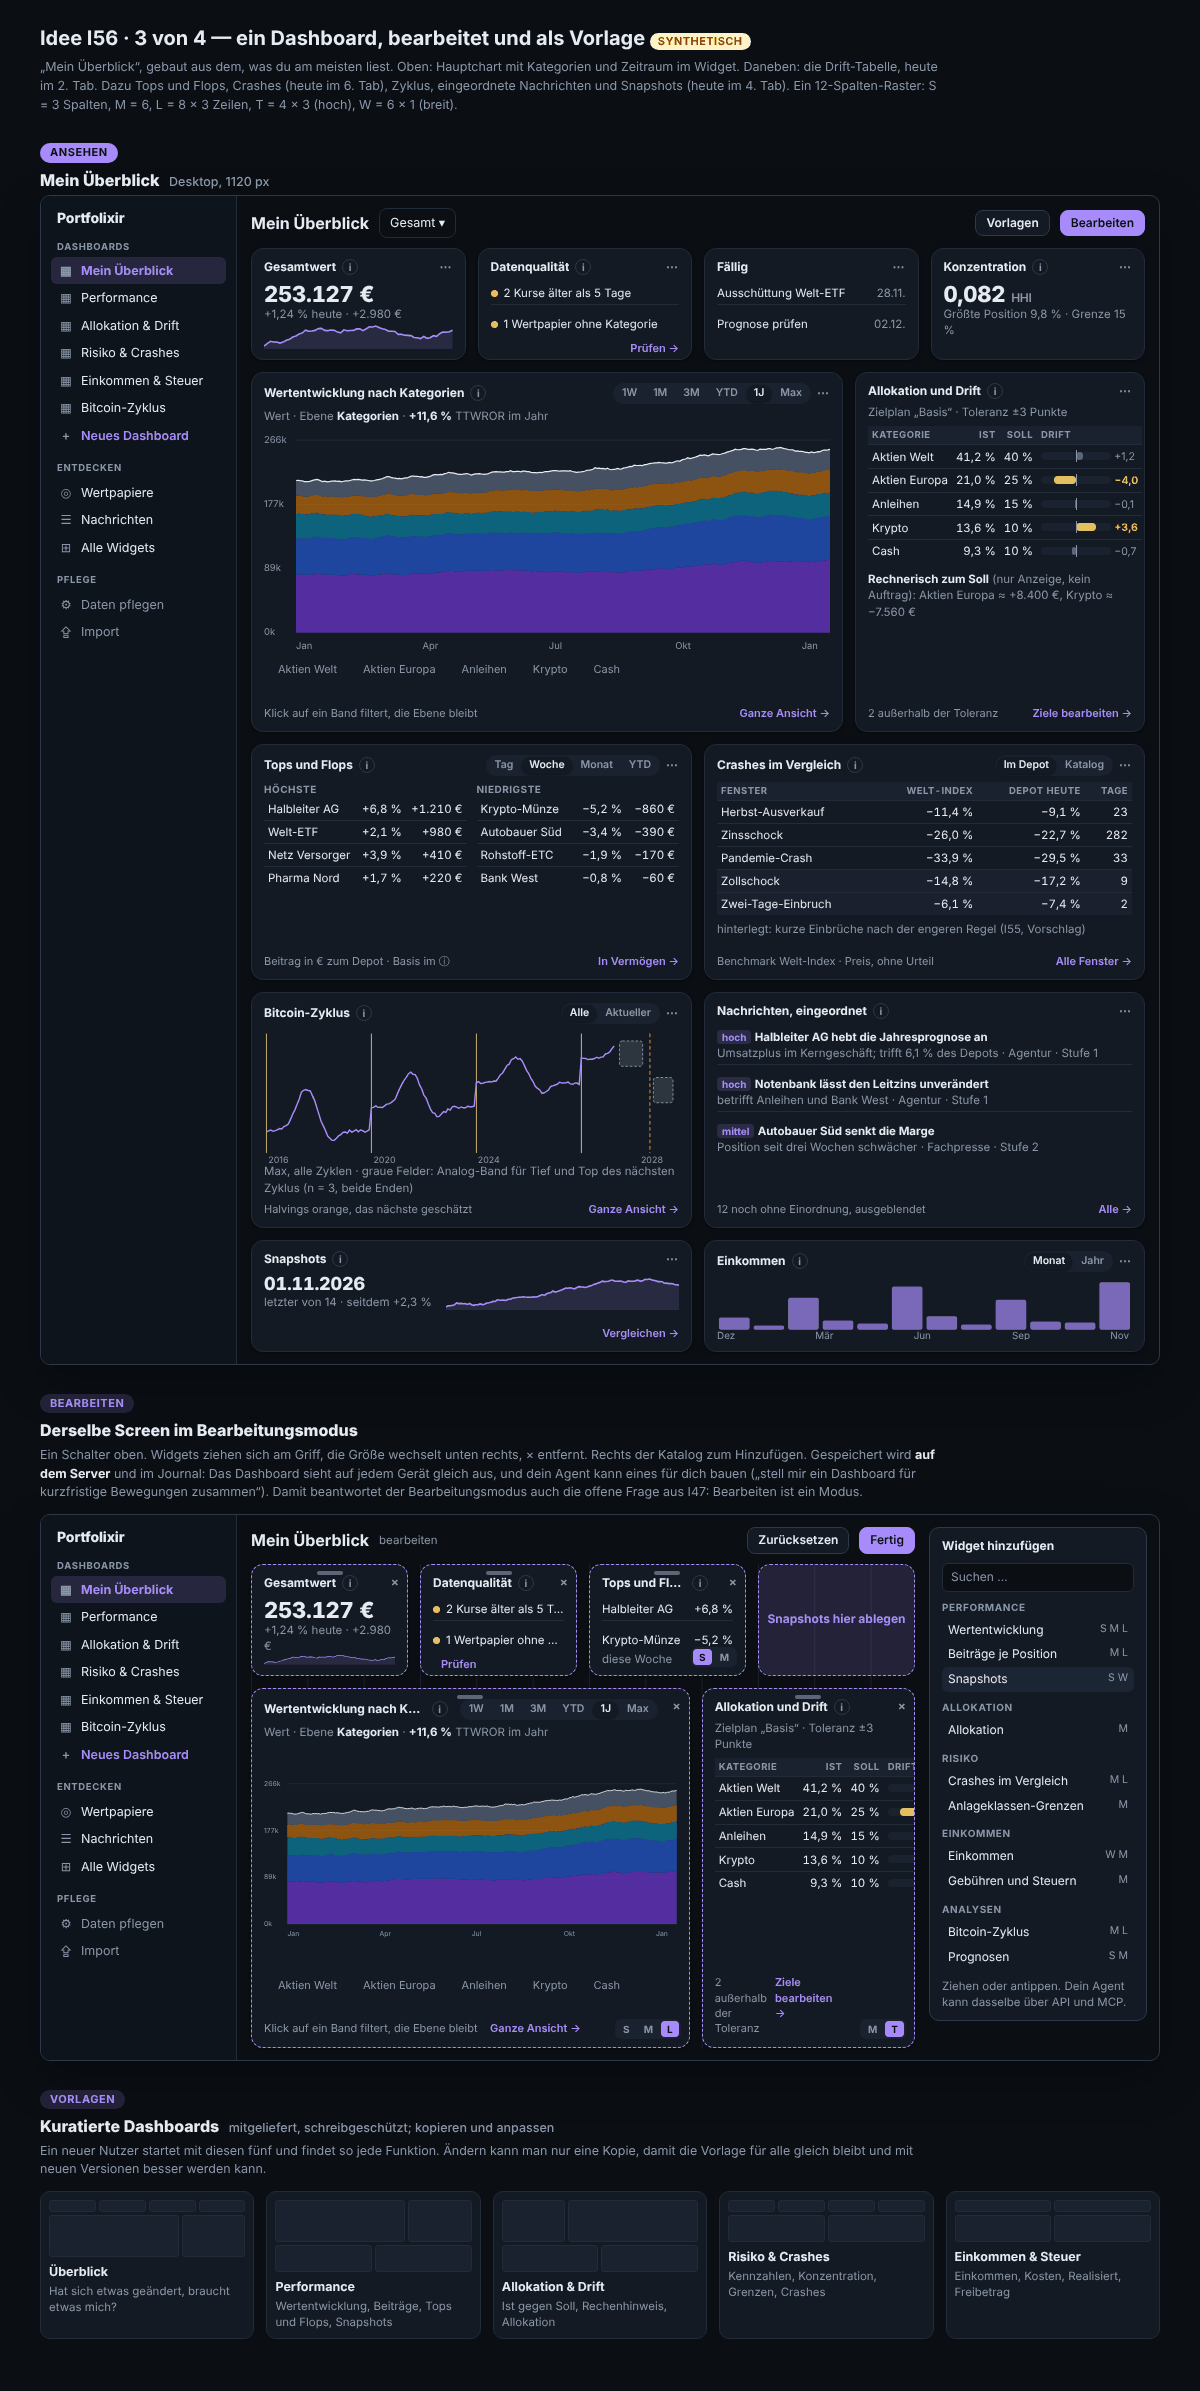 Idee I56 · 3 von 4 — ein Dashboard, bearbeitet und als Vorlage SYNTHETISCH
„Mein Überblick“, gebaut aus dem, was du am meisten liest. Oben: Hauptchart mit Kategorien und Zeitraum im Widget. Daneben: die Drift-Tabelle, heute
im 2. Tab. Dazu Tops und Flops, Crashes (heute im 6. Tab), Zyklus, eingeordnete Nachrichten und Snapshots (heute im 4. Tab). Ein 12-Spalten-Raster: S
= 3 Spalten, M = 6, L = 8 × 3 Zeilen, T = 4 × 3 (hoch), W = 6 × 1 (breit).
ANSEHEN
Mein Überblick Desktop, 1120 px
Portfolixir
DASHBOARDS
Mein Überblick
Performance
Allokation & Drift
Risiko & Crashes
Einkommen & Steuer
Bitcoin-Zyklus
+ Neues Dashboard
ENTDECKEN
Wertpapiere
Nachrichten
Alle Widgets
PFLEGE
Daten pflegen
Import
Mein Überblick Gesamt ▾ Vorlagen Bearbeiten
Gesamtwert i ···
253.127 €
+1,24 % heute · +2.980 €
Datenqualität i ···
2 Kurse älter als 5 Tage
1 Wertpapier ohne Kategorie
Prüfen →
Fällig ···
Ausschüttung Welt-ETF 28.11.
Prognose prüfen 02.12.
Konzentration i ···
0,082 HHI
Größte Position 9,8 % · Grenze 15
%
Wertentwicklung nach Kategorien i 1W 1M 3M YTD 1J Max ···
Wert · Ebene Kategorien · +11,6 % TTWROR im Jahr
266k
177k
89k
0k
Jan Apr Jul Okt Jan
Aktien Welt Aktien Europa Anleihen Krypto Cash
Klick auf ein Band filtert, die Ebene bleibt Ganze Ansicht →
Allokation und Drift i ···
Zielplan „Basis“ · Toleranz ±3 Punkte
KATEGORIE IST SOLL DRIFT
Aktien Welt 41,2 % 40 % +1,2
Aktien Europa 21,0 % 25 % −4,0
Anleihen 14,9 % 15 % −0,1
Krypto 13,6 % 10 % +3,6
Cash 9,3 % 10 % −0,7
Rechnerisch zum Soll (nur Anzeige, kein
Auftrag): Aktien Europa ≈ +8.400 €, Krypto ≈
−7.560 €
2 außerhalb der Toleranz Ziele bearbeiten →
Tops und Flops i Tag Woche Monat YTD ···
HÖCHSTE NIEDRIGSTE
Halbleiter AG +6,8 % +1.210 € Krypto-Münze −5,2 % −860 €
Welt-ETF +2,1 % +980 € Autobauer Süd −3,4 % −390 €
Netz Versorger +3,9 % +410 € Rohstoff-ETC −1,9 % −170 €
Pharma Nord +1,7 % +220 € Bank West −0,8 % −60 €
Beitrag in € zum Depot · Basis im ⓘ In Vermögen →
Crashes im Vergleich i Im Depot Katalog ···
FENSTER WELT-INDEX DEPOT HEUTE TAGE
Herbst-Ausverkauf −11,4 % −9,1 % 23
Zinsschock −26,0 % −22,7 % 282
Pandemie-Crash −33,9 % −29,5 % 33
Zollschock −14,8 % −17,2 % 9
Zwei-Tage-Einbruch −6,1 % −7,4 % 2
hinterlegt: kurze Einbrüche nach der engeren Regel (I55, Vorschlag)
Benchmark Welt-Index · Preis, ohne Urteil Alle Fenster →
Bitcoin-Zyklus i Alle Aktueller ···
2016 2020 2024 2028
Max, alle Zyklen · graue Felder: Analog-Band für Tief und Top des nächsten
Zyklus (n = 3, beide Enden)
Halvings orange, das nächste geschätzt Ganze Ansicht →
Nachrichten, eingeordnet i ···
hoch Halbleiter AG hebt die Jahresprognose an
Umsatzplus im Kerngeschäft; trifft 6,1 % des Depots · Agentur · Stufe 1
hoch Notenbank lässt den Leitzins unverändert
betrifft Anleihen und Bank West · Agentur · Stufe 1
mittel Autobauer Süd senkt die Marge
Position seit drei Wochen schwächer · Fachpresse · Stufe 2
12 noch ohne Einordnung, ausgeblendet Alle →
Snapshots i ···
01.11.2026
letzter von 14 · seitdem +2,3 %
Vergleichen →
Einkommen i Monat Jahr ···
Dez Mär Jun Sep Nov
BEARBEITEN
Derselbe Screen im Bearbeitungsmodus
Ein Schalter oben. Widgets ziehen sich am Griff, die Größe wechselt unten rechts, × entfernt. Rechts der Katalog zum Hinzufügen. Gespeichert wird auf
dem Server und im Journal: Das Dashboard sieht auf jedem Gerät gleich aus, und dein Agent kann eines für dich bauen („stell mir ein Dashboard für
kurzfristige Bewegungen zusammen“). Damit beantwortet der Bearbeitungsmodus auch die offene Frage aus I47: Bearbeiten ist ein Modus.
Portfolixir
DASHBOARDS
Mein Überblick
Performance
Allokation & Drift
Risiko & Crashes
Einkommen & Steuer
Bitcoin-Zyklus
+ Neues Dashboard
ENTDECKEN
Wertpapiere
Nachrichten
Alle Widgets
PFLEGE
Daten pflegen
Import
Mein Überblick bearbeiten Zurücksetzen Fertig
Gesamtwert i ×
253.127 €
+1,24 % heute · +2.980
€
Datenqualität i ×
2 Kurse älter als 5 T...
1 Wertpapier ohne ...
Prüfen
Tops und Fl... i ×
Halbleiter AG +6,8 %
Krypto-Münze −5,2 %
diese Woche S M
Snapshots hier ablegen
Wertentwicklung nach K... i 1W 1M 3M YTD 1J Max ×
Wert · Ebene Kategorien · +11,6 % TTWROR im Jahr
266k
177k
89k
0k
Jan Apr Jul Okt Jan
Aktien Welt Aktien Europa Anleihen Krypto Cash
Klick auf ein Band filtert, die Ebene bleibt Ganze Ansicht → S M L
Allokation und Drift i ×
Zielplan „Basis“ · Toleranz ±3
Punkte
KATEGORIE IST SOLL DRIFT
Aktien Welt 41,2 % 40 %
Aktien Europa 21,0 % 25 %
Anleihen 14,9 % 15 %
Krypto 13,6 % 10 %
Cash 9,3 % 10 %
2 außerhalb der Toleranz
Ziele bearbeiten →
M T
Widget hinzufügen
Suchen ...
PERFORMANCE
Wertentwicklung S M L
Beiträge je Position M L
Snapshots S W
ALLOKATION
Allokation M
RISIKO
Crashes im Vergleich M L
Anlageklassen-Grenzen M
EINKOMMEN
Einkommen W M
Gebühren und Steuern M
ANALYSEN
Bitcoin-Zyklus M L
Prognosen S M
Ziehen oder antippen. Dein Agent
kann dasselbe über API und MCP.
VORLAGEN
Kuratierte Dashboards mitgeliefert, schreibgeschützt; kopieren und anpassen
Ein neuer Nutzer startet mit diesen fünf und findet so jede Funktion. Ändern kann man nur eine Kopie, damit die Vorlage für alle gleich bleibt und mit
neuen Versionen besser werden kann.
Überblick
Hat sich etwas geändert, braucht
etwas mich?
Performance
Wertentwicklung, Beiträge, Tops
und Flops, Snapshots
Allokation & Drift
Ist gegen Soll, Rechenhinweis,
Allokation
Risiko & Crashes
Kennzahlen, Konzentration,
Grenzen, Crashes
Einkommen & Steuer
Einkommen, Kosten, Realisiert,
Freibetrag